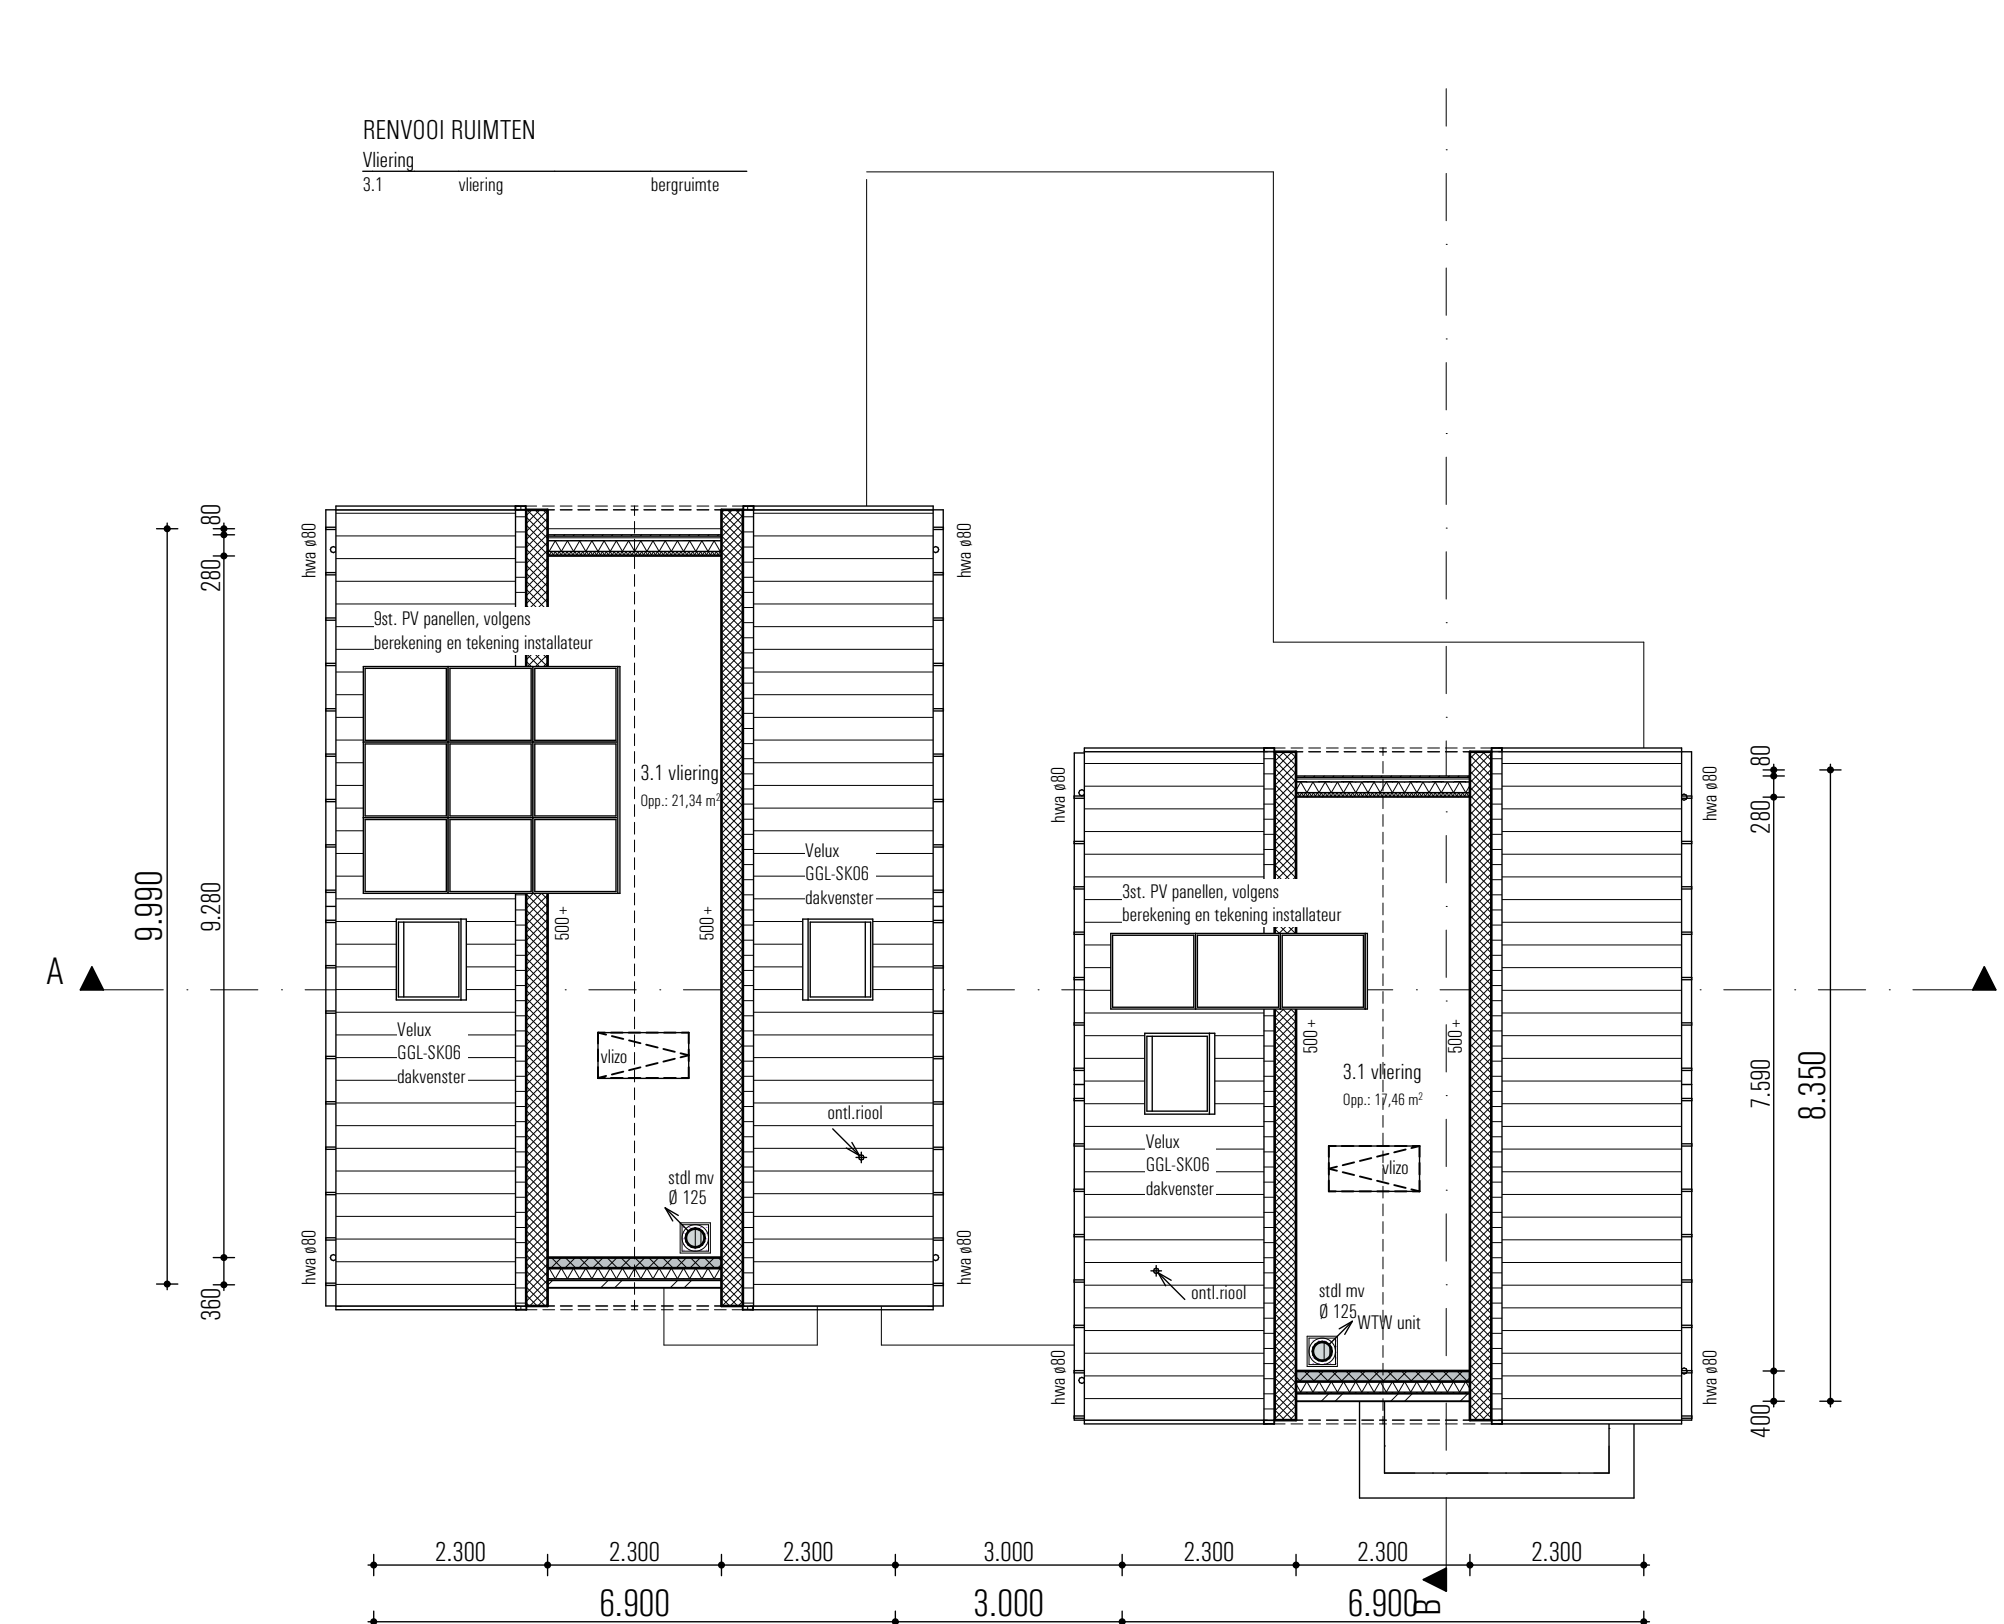 RENVOOI RUIMTEN
Vliering
3.1 vliering bergruimte
hwa ø80
hwa ø80
80
280
9.990
9.280
360
9st. PV panellen, volgens
berekening en tekening installateur
3.1 vliering
Opp.: 21,34 m²
500+
500+
Velux
GGL-SK06
dakvenster
Velux
GGL-SK06
dakvenster
A
vlizo
ontl.riool
stdl mv
Ø 125
hwa ø80
hwa ø80
hwa ø80
hwa ø80
80
280
3st. PV panellen, volgens
berekening en tekening installateur
500+
500+
3.1 vliering
Opp.: 17,46 m²
7.590
8.350
Velux
GGL-SK06
dakvenster
vlizo
ontl.riool
stdl mv
Ø 125
WTW unit
hwa ø80
hwa ø80
400
2.300 2.300 2.300 3.000 2.300 2.300 2.300
6.900 3.000 6.900
B